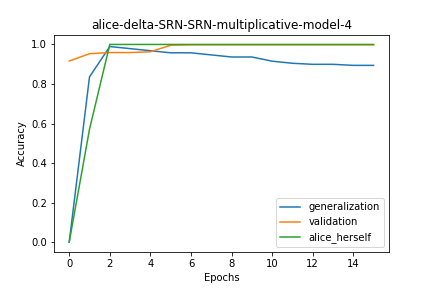 alice-delta-SRN-SRN-multiplicative-model-4
1.0
0.8
0.6
0.4
0.2
0.0
Accuracy
generalization
validation
alice_herself
0 2 4 6 8 10 12 14
Epochs